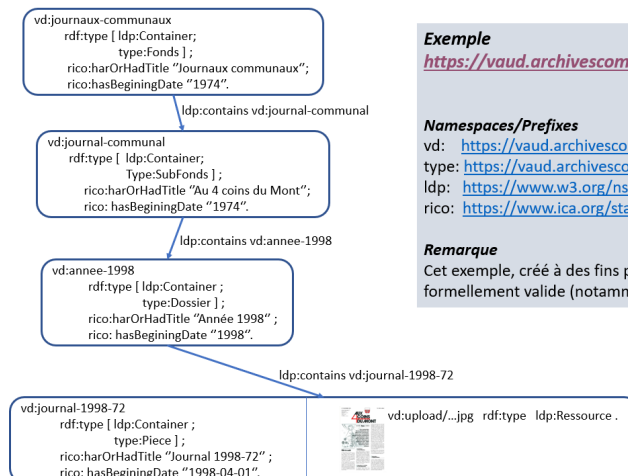 vd:journaux-communaux
rdf:type [ ldp:Container;
type:Fonds ] ;
rico:harOrHadTitle “Journaux communaux”;
rico:hasBeginingDate “1974”.
ldp:contains vd:journal-communal
vd:journal-communal
rdf:type [ ldp:Container;
Type:SubFonds ] ;
rico:harOrHadTitle “Au 4 coins du Mont”;
rico: hasBeginingDate “1974”.
ldp:contains vd:annee-1998
vd:annee-1998
rdf:type [ ldp:Container ;
type:Dossier ] ;
rico:harOrHadTitle “Année 1998” ;
rico: hasBeginingDate “1998”.
ldp:contains vd:journal-1998-72
vd:journal-1998-72
rdf:type [ ldp:Container ;
type:Piece ] ;
rico:harOrHadTitle “Journal 1998-72” ;
rico: hasBeginingDate “1998-04-01”.
vd:upload/...jpg rdf:type ldp:Ressource .
Exemple
https://vaud.archivescom
Namespaces/Prefixes
vd: https://vaud.archivesco
type: https://vaud.archivesco
ldp: https://www.w3.org/ns
rico: https://www.ica.org/sta
Remarque
Cet exemple, créé à des fins p
formellement valide (notamm